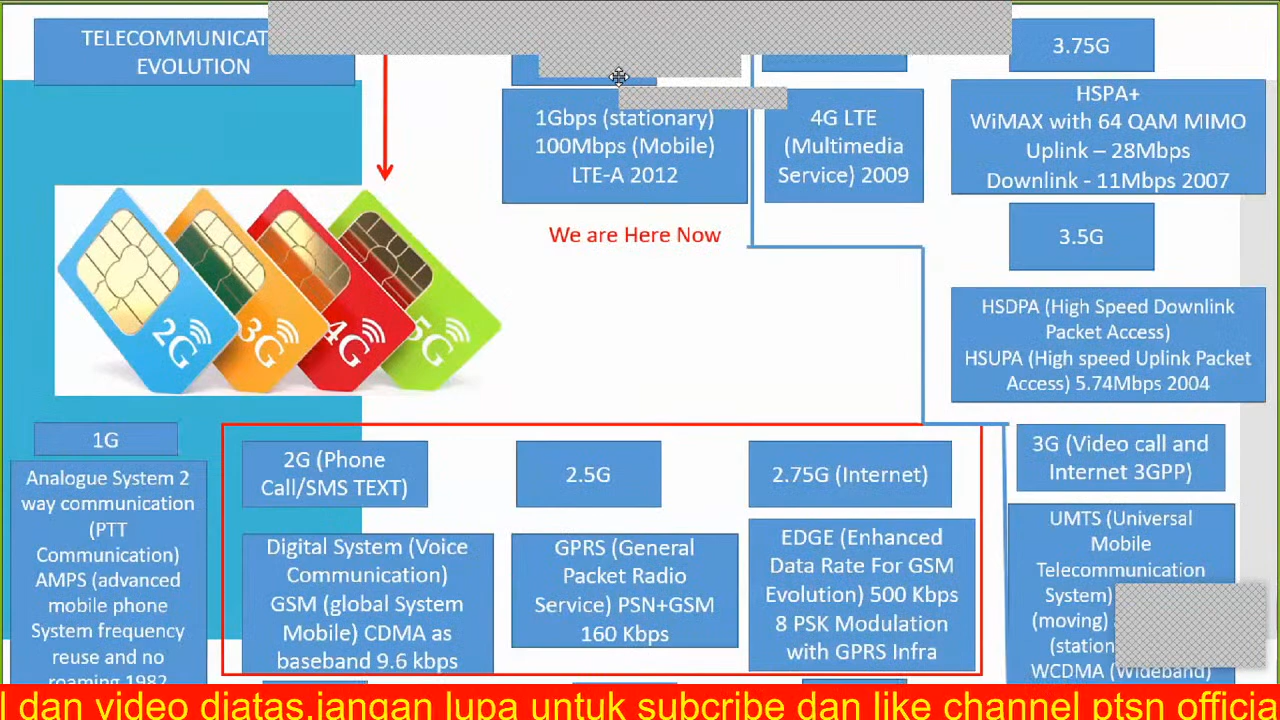 TELECOMMUNICAT
EVOLUTION
3.75G
1Gbps (stationary)
100Mbps (Mobile)
LTE-A 2012
4G LTE
(Multimedia
Service) 2009
HSPA+
WiMAX with 64 QAM MIMO
Uplink – 28Mbps
Downlink - 11Mbps 2007
We are Here Now
3.5G
HSDPA (High Speed Downlink
Packet Access)
HSUPA (High speed Uplink Packet
Access) 5.74Mbps 2004
2G
3G
4G
5G
1G
Analogue System 2
way communication
(PTT
Communication)
AMPS (advanced
mobile phone
System frequency
reuse and no
roaming 1982
2G (Phone
Call/SMS TEXT)
Digital System (Voice
Communication)
GSM (global System
Mobile) CDMA as
baseband 9.6 kbps
2.5G
GPRS (General
Packet Radio
Service) PSN+GSM
160 Kbps
2.75G (Internet)
EDGE (Enhanced
Data Rate For GSM
Evolution) 500 Kbps
8 PSK Modulation
with GPRS Infra
3G (Video call and
Internet 3GPP)
UMTS (Universal
Mobile
Telecommunication
System)
(moving)
(station
WCDMA (Wideband)
l dan video diatas,jangan lupa untuk subcribe dan like channel ptsn officia